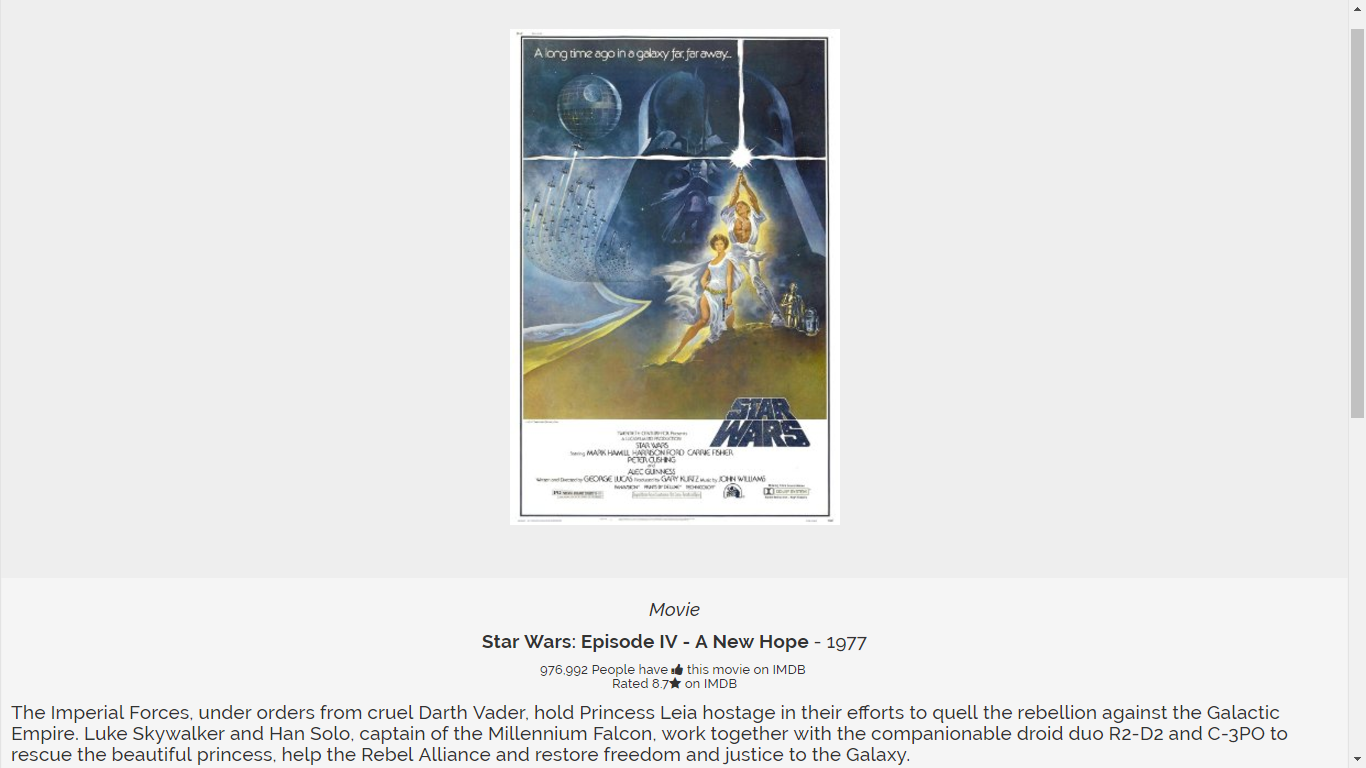 A long time ago in a galaxy far, far away...
STAR
WARS
TWENTIETH CENTURY-FOX Presents
A LUCASFILM LTD. PRODUCTION
STAR WARS
Starring MARK HAMILL HARRISON FORD CARRIE FISHER
PETER CUSHING
and
ALEC GUINNESS
Written and Directed by GEORGE LUCAS Produced by GARY KURTZ Music by JOHN WILLIAMS
PANAVISION® PRINTS BY DELUXE® TECHNICOLOR®
PG
Movie
Star Wars: Episode IV - A New Hope - 1977
976,992 People have this movie on IMDB
Rated 8.7 on IMDB
The Imperial Forces, under orders from cruel Darth Vader, hold Princess Leia hostage in their efforts to quell the rebellion against the Galactic
Empire. Luke Skywalker and Han Solo, captain of the Millennium Falcon, work together with the companionable droid duo R2-D2 and C-3PO to
rescue the beautiful princess, help the Rebel Alliance and restore freedom and justice to the Galaxy.